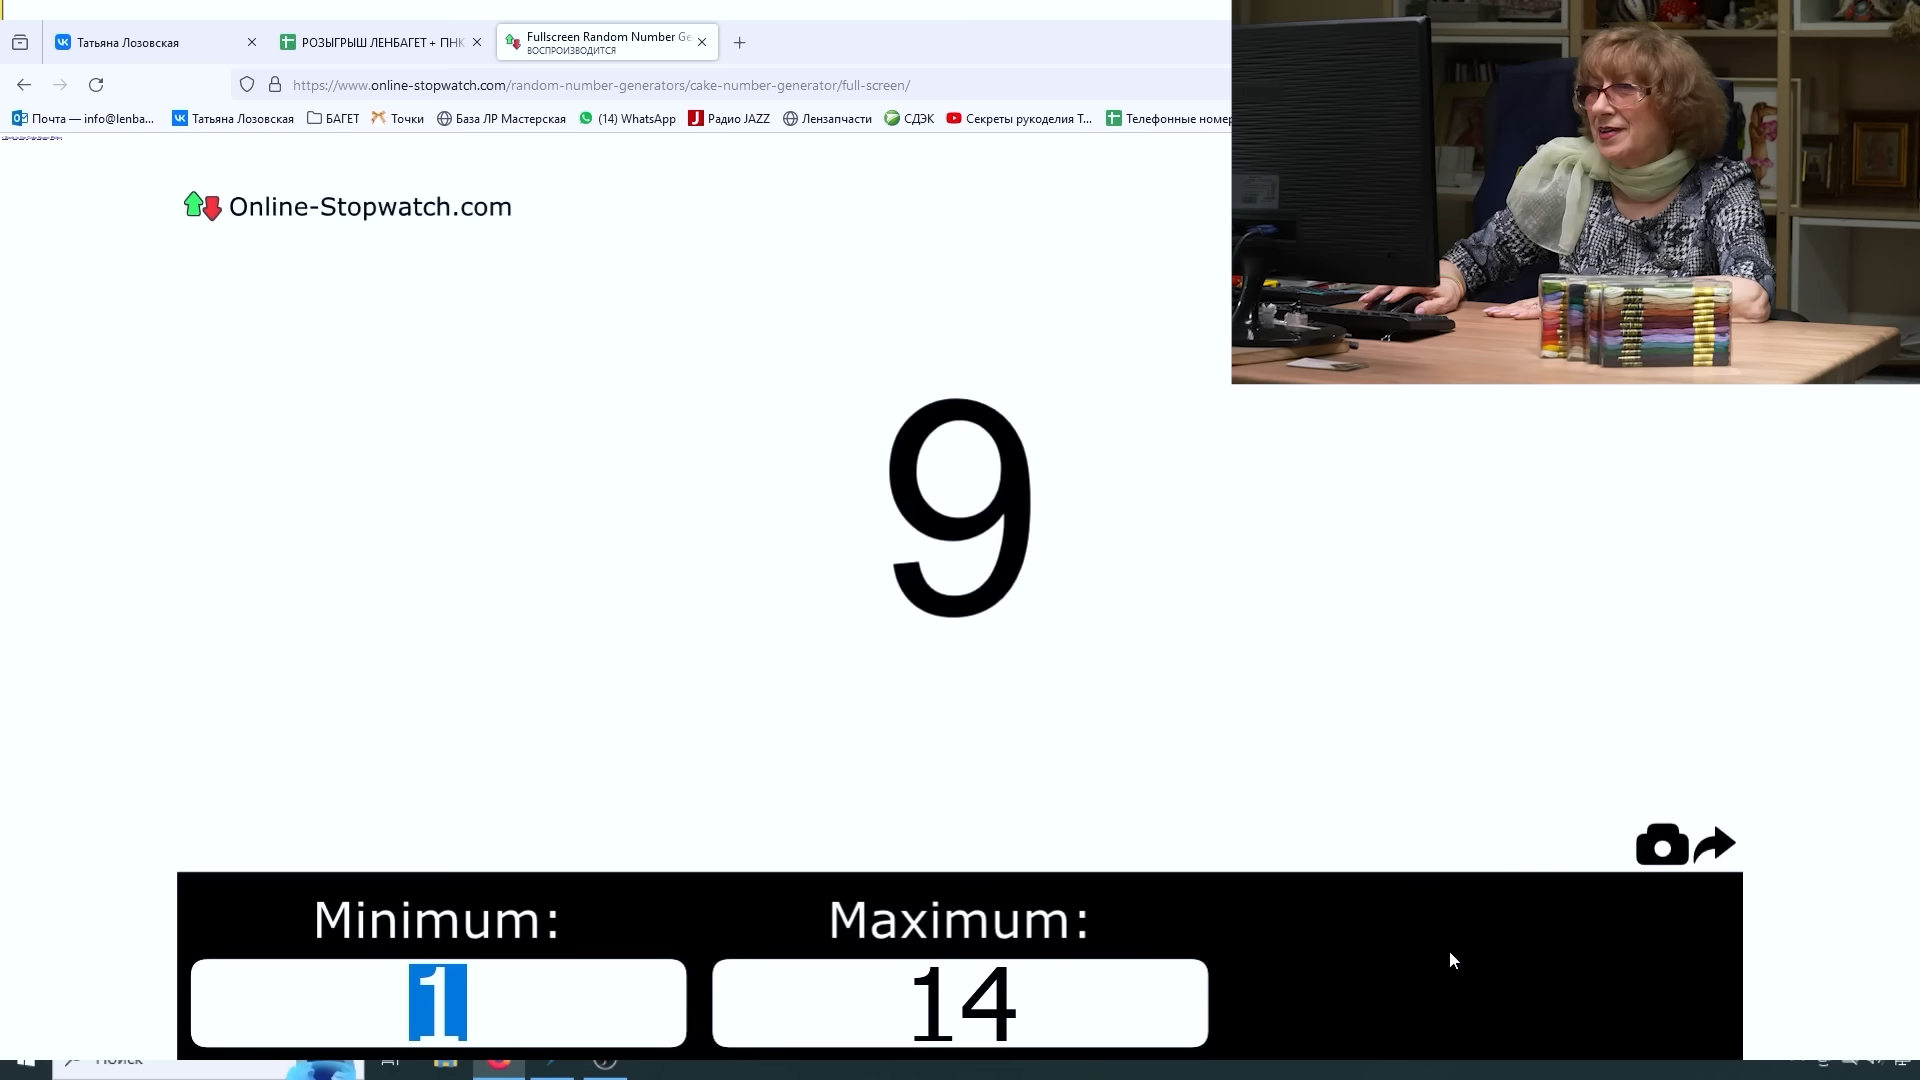 Татьяна Лозовская
РОЗЫГРЫШ ЛЕНБАГЕТ + ПНК
Fullscreen Random Number Ge
ВОСПРОИЗВОДИТСЯ
https://www.online-stopwatch.com/random-number-generators/cake-number-generator/full-screen/
Почта — info@lenba...
Татьяна Лозовская
БАГЕТ
Точки
База ЛР Мастерская
(14) WhatsApp
Радио JAZZ
Лензапчасти
СДЭК
Секреты рукоделия Т...
Телефонные номер
Online-Stopwatch.com
9
Minimum:
Maximum:
1
14
Поиск